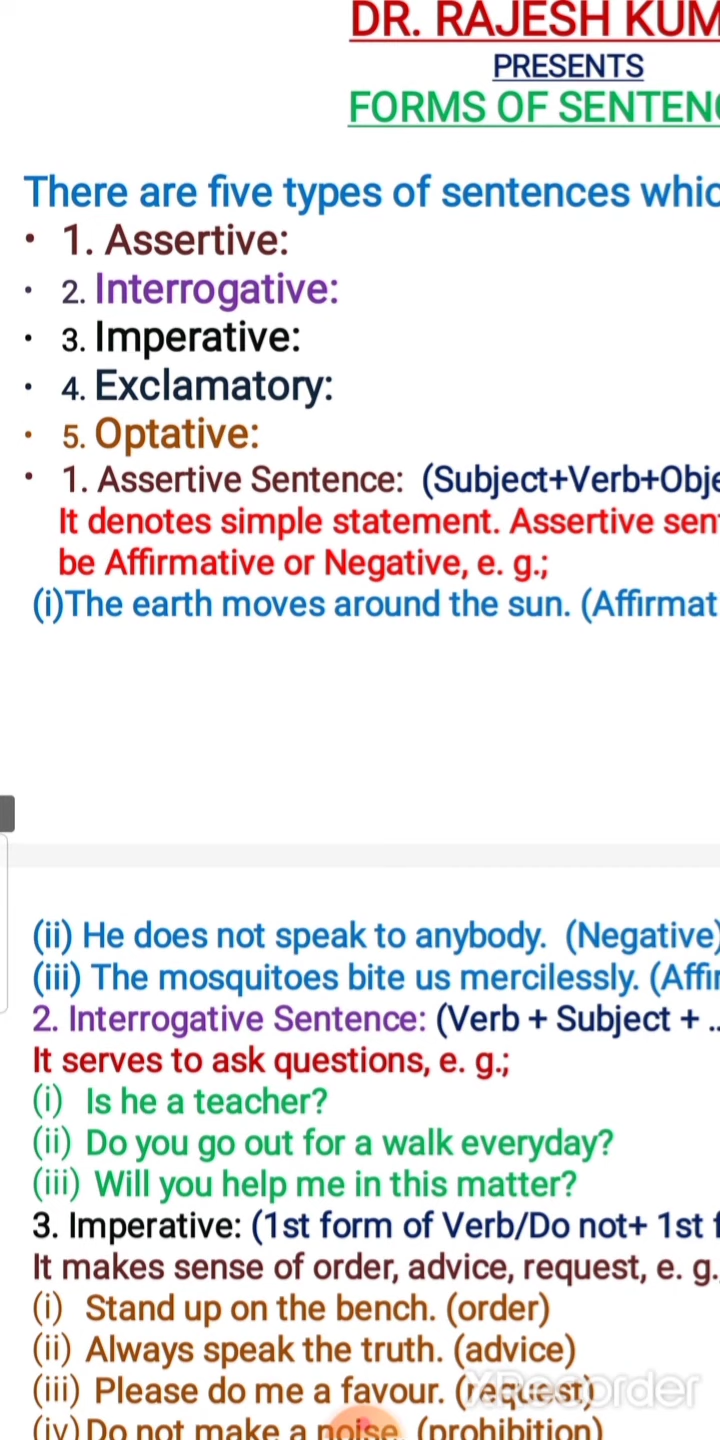 DR. RAJESH KUM
PRESENTS
FORMS OF SENTEN
There are five types of sentences whic
• 1. Assertive:
• 2. Interrogative:
• 3. Imperative:
• 4. Exclamatory:
• 5. Optative:
• 1. Assertive Sentence: (Subject+Verb+Obje
It denotes simple statement. Assertive sen
be Affirmative or Negative, e. g.;
(i)The earth moves around the sun. (Affirmat
(ii) He does not speak to anybody. (Negative)
(iii) The mosquitoes bite us mercilessly. (Affir
2. Interrogative Sentence: (Verb + Subject + ..
It serves to ask questions, e. g.;
(i) Is he a teacher?
(ii) Do you go out for a walk everyday?
(iii) Will you help me in this matter?
3. Imperative: (1st form of Verb/Do not+ 1st f
It makes sense of order, advice, request, e. g.
(i) Stand up on the bench. (order)
(ii) Always speak the truth. (advice)
(iii) Please do me a favour. (request)
XRecorder
(iv) Do not make a noise. (prohibition)